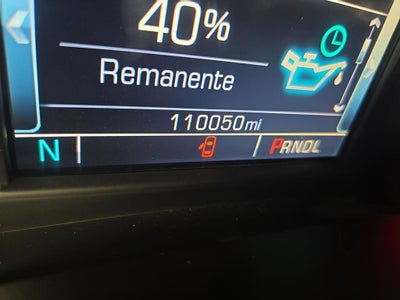 40%
Remanente
110050mi
N PRNDL